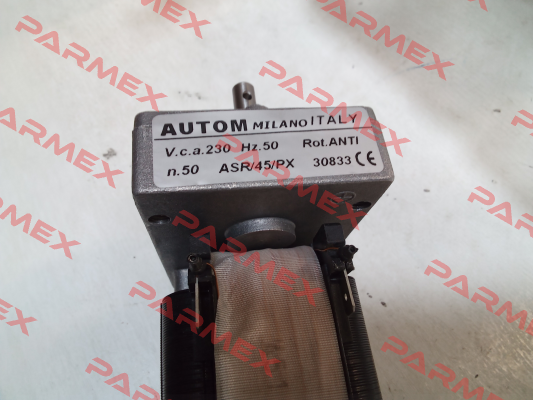 AUTOM MILANO ITALY
V.c.a.230 Hz.50 Rot.ANTI
n.50 ASR/45/PX 30833 CE
PARMEX
PARMEX
PARMEX
PARMEX
PARMEX
PARMEX
PARMEX
PARMEX
PARMEX